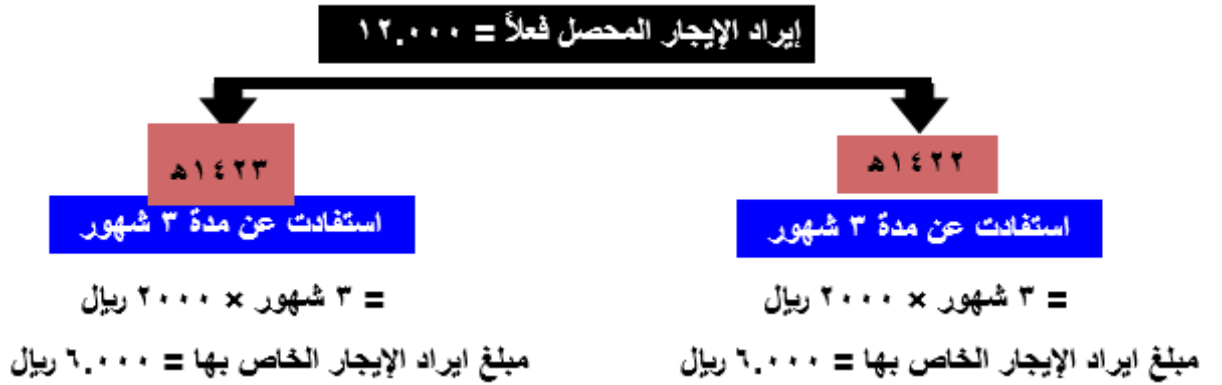 إيراد الإيجار المحصل فعلاً = ١٢.٠٠٠
١٤٢٢هـ
استفادت عن مدة ٣ شهور
= ٣ شهور × ٢٠٠٠ ريال
مبلغ ايراد الإيجار الخاص بها = ٦.٠٠٠ ريال
١٤٢٣هـ
استفادت عن مدة ٣ شهور
= ٣ شهور × ٢٠٠٠ ريال
مبلغ ايراد الإيجار الخاص بها = ٦.٠٠٠ ريال